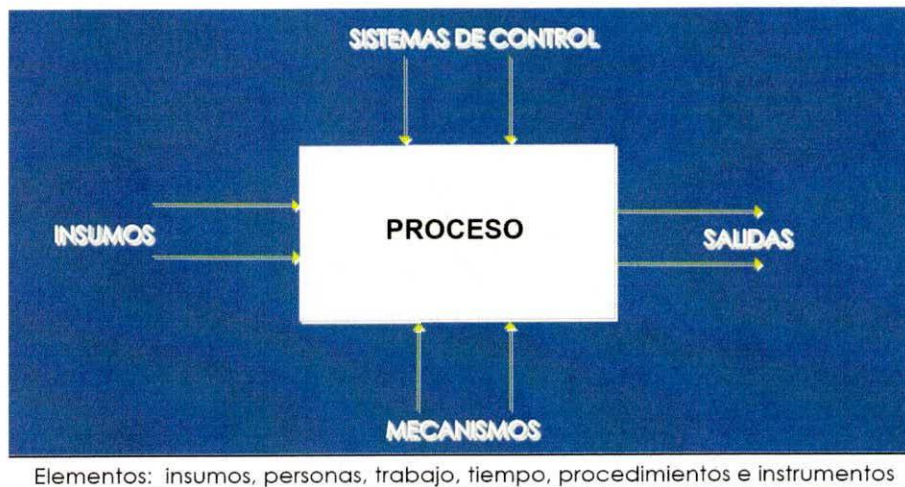 SISTEMAS DE CONTROL
INSUMOS
PROCESO
SALIDAS
MECANISMOS
Elementos: insumos, personas, trabajo, tiempo, procedimientos e instrumentos